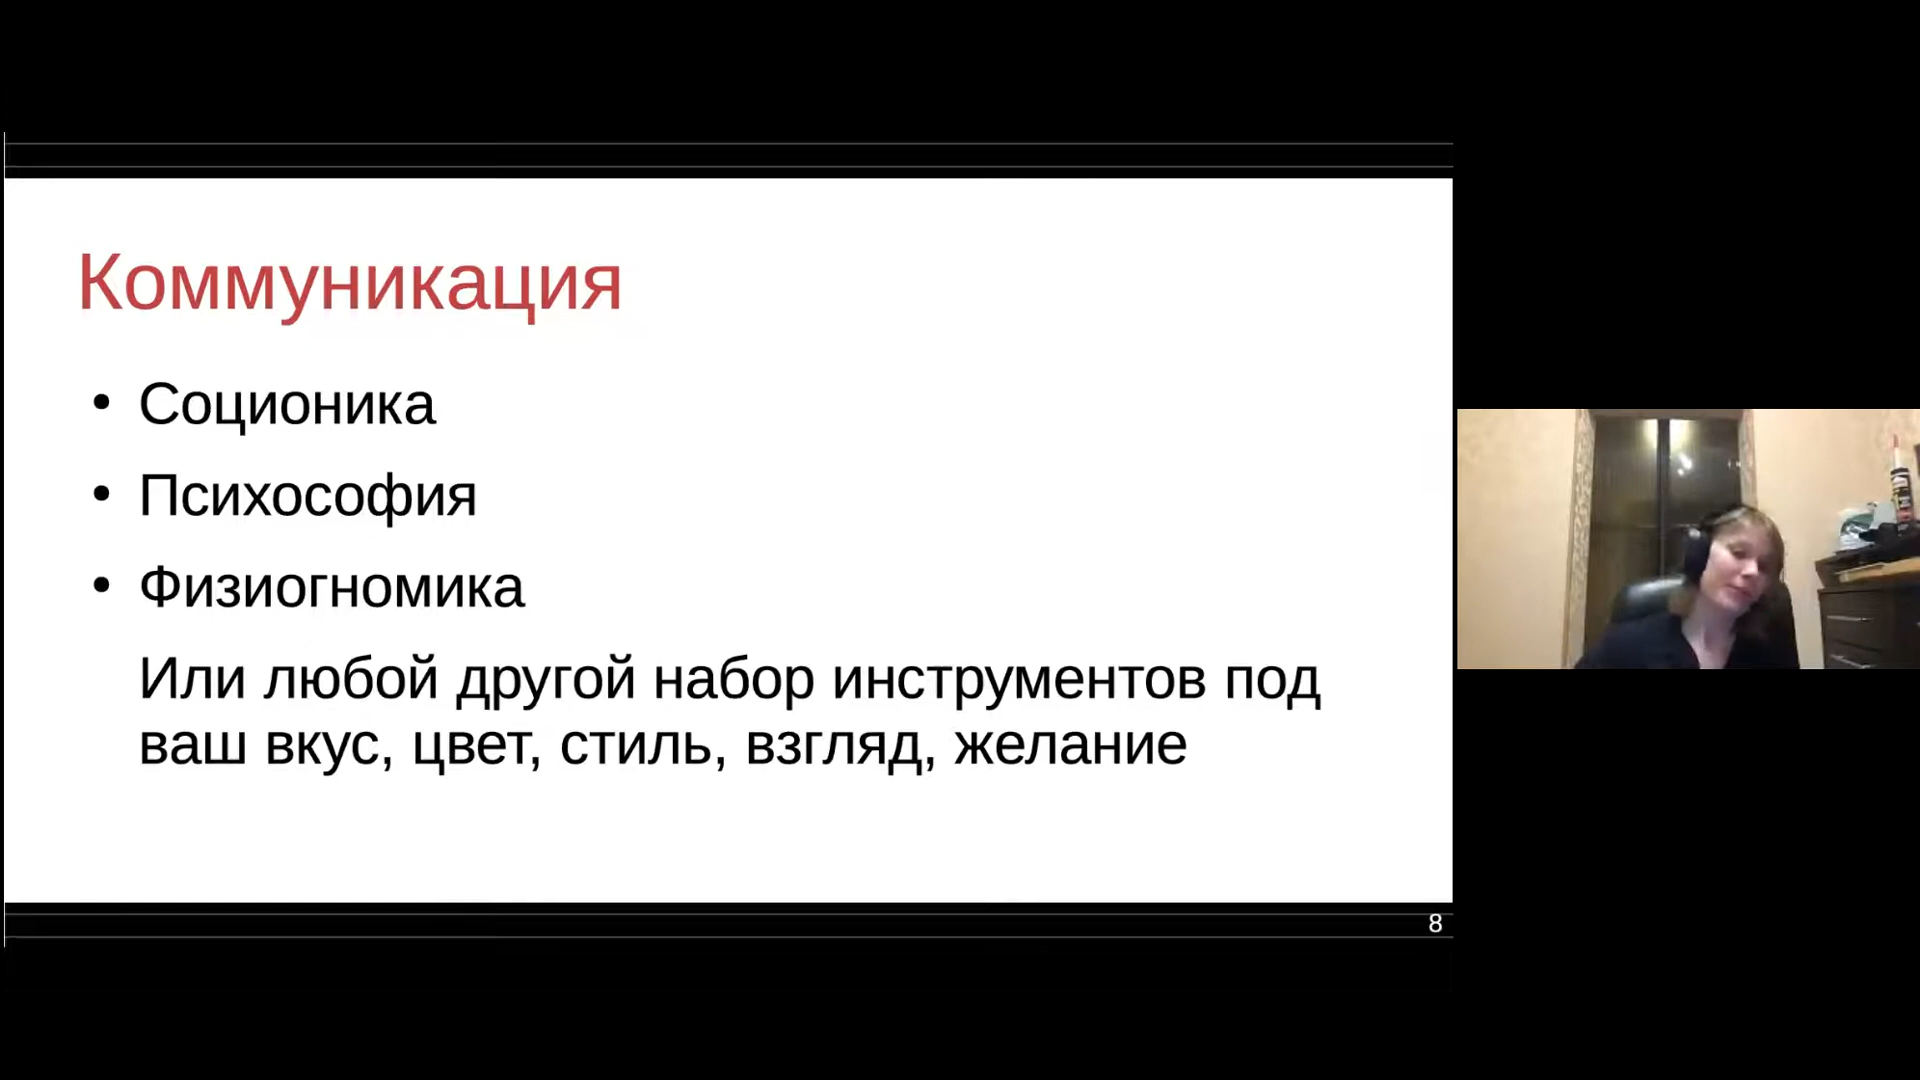 Коммуникация
• Соционика
• Психософия
• Физиогномика
Или любой другой набор инструментов под
ваш вкус, цвет, стиль, взгляд, желание
8